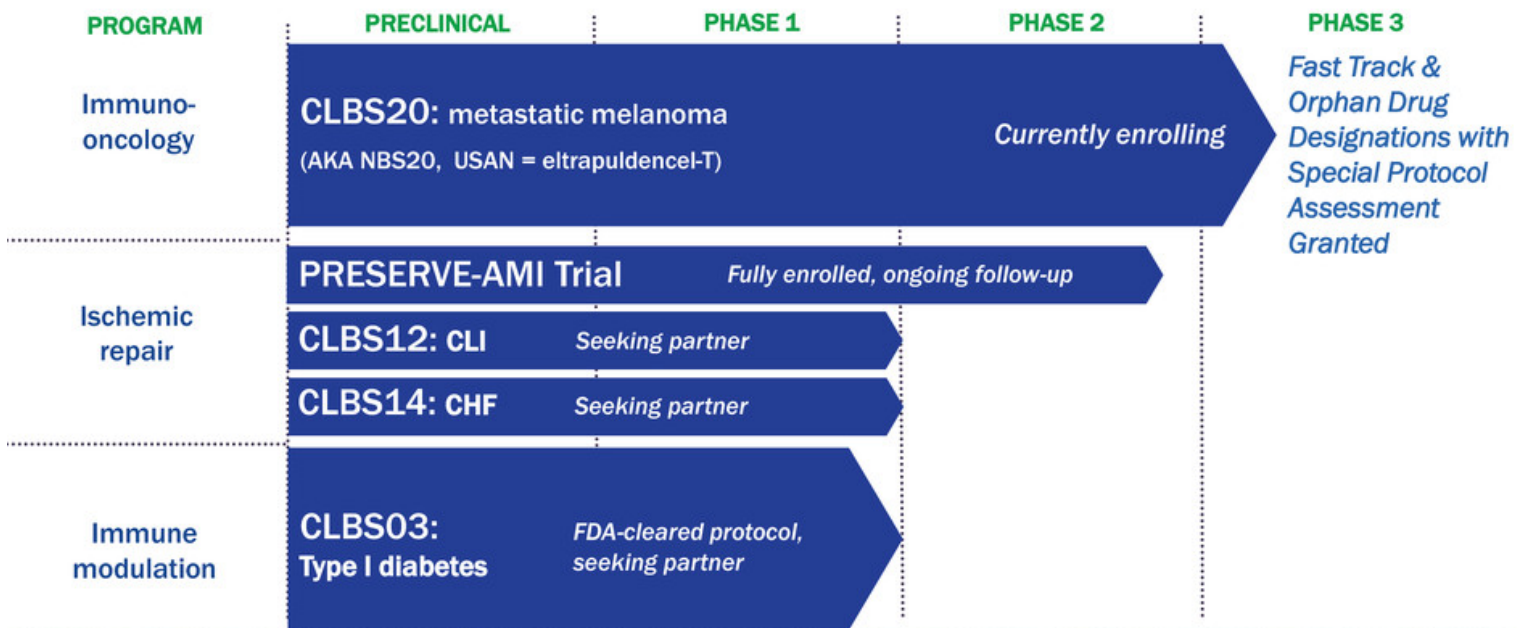 PROGRAM PRECLINICAL PHASE 1 PHASE 2 PHASE 3
Immuno-
oncology
CLBS20: metastatic melanoma
(AKA NBS20, USAN = eltrapuldencel-T)
Currently enrolling
Fast Track &
Orphan Drug
Designations with
Special Protocol
Assessment
Granted
Ischemic
repair
PRESERVE-AMI Trial Fully enrolled, ongoing follow-up
CLBS12: CLI Seeking partner
CLBS14: CHF Seeking partner
Immune
modulation
CLBS03:
Type I diabetes
FDA-cleared protocol,
seeking partner